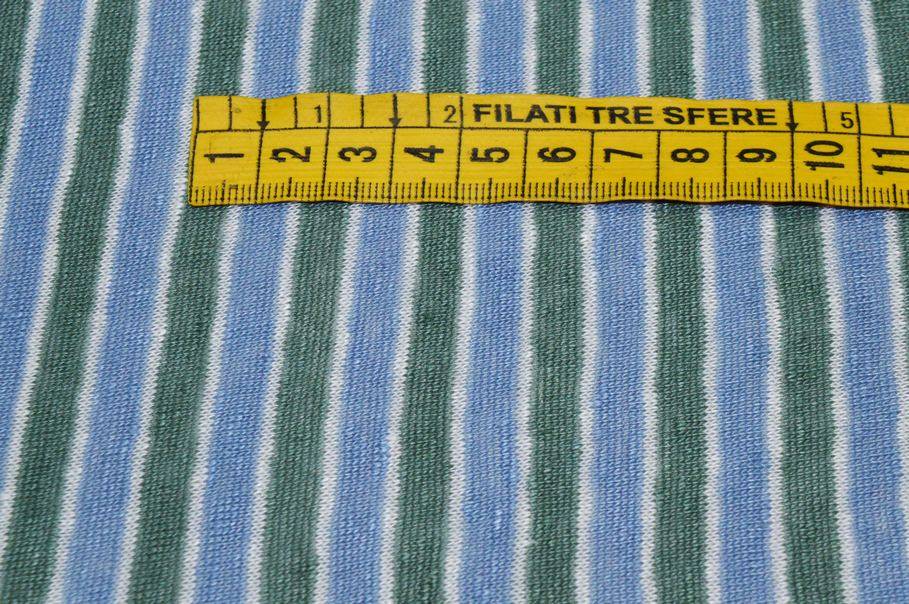 1 2 FILATI TRE SFERE 5
1 2 3 4 5 6 7 8 9 10 11